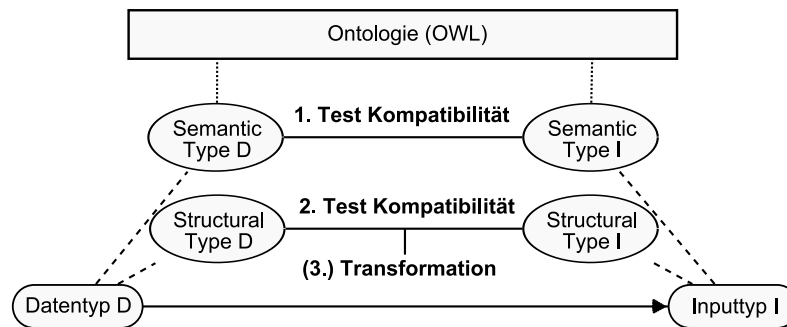 Ontologie (OWL)
1. Test Kompatibilität
Semantic
Type D
Semantic
Type I
2. Test Kompatibilität
Structural
Type D
Structural
Type I
(3.) Transformation
Datentyp D
Inputtyp I